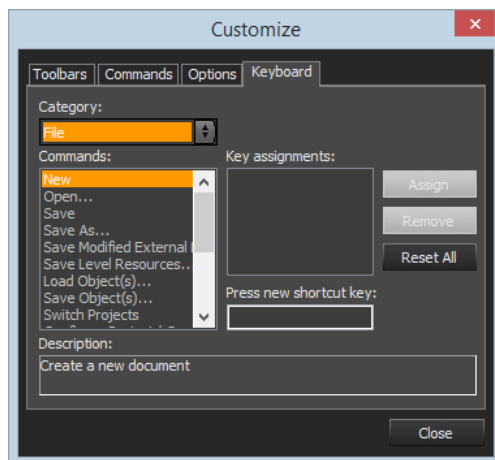 Customize
Toolbars Commands Options Keyboard
Category:
File
Commands:
Key assignments:
New
Open...
Save
Save As...
Save Modified External
Save Level Resources...
Load Object(s)...
Save Object(s)...
Switch Projects
Assign
Remove
Reset All
Press new shortcut key:
Description:
Create a new document
Close